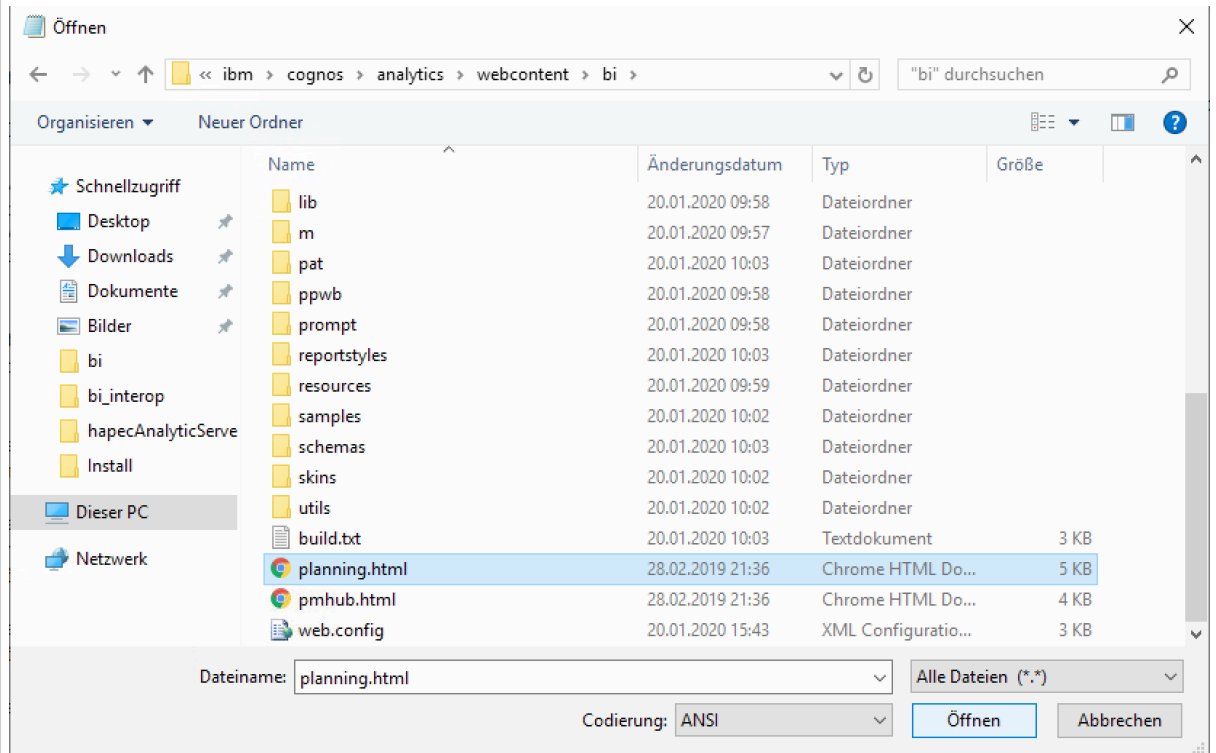 Öffnen
« ibm > cognos > analytics > webcontent > bi >
"bi" durchsuchen
Organisieren
Neuer Ordner
Name Änderungsdatum Typ Größe
Schnellzugriff
Desktop
Downloads
Dokumente
Bilder
bi
bi_interop
hapecAnalyticServe
Install
Dieser PC
Netzwerk
lib 20.01.2020 09:58 Dateiordner
m 20.01.2020 09:57 Dateiordner
pat 20.01.2020 10:03 Dateiordner
ppwb 20.01.2020 09:58 Dateiordner
prompt 20.01.2020 09:58 Dateiordner
reportstyles 20.01.2020 10:03 Dateiordner
resources 20.01.2020 09:59 Dateiordner
samples 20.01.2020 10:02 Dateiordner
schemas 20.01.2020 10:03 Dateiordner
skins 20.01.2020 10:02 Dateiordner
utils 20.01.2020 10:02 Dateiordner
build.txt 20.01.2020 10:03 Textdokument 3 KB
planning.html 28.02.2019 21:36 Chrome HTML Do... 5 KB
pmhub.html 28.02.2019 21:36 Chrome HTML Do... 4 KB
web.config 20.01.2020 15:43 XML Configuratio... 3 KB
Dateiname: planning.html
Alle Dateien (*.*)
Codierung: ANSI
Öffnen
Abbrechen